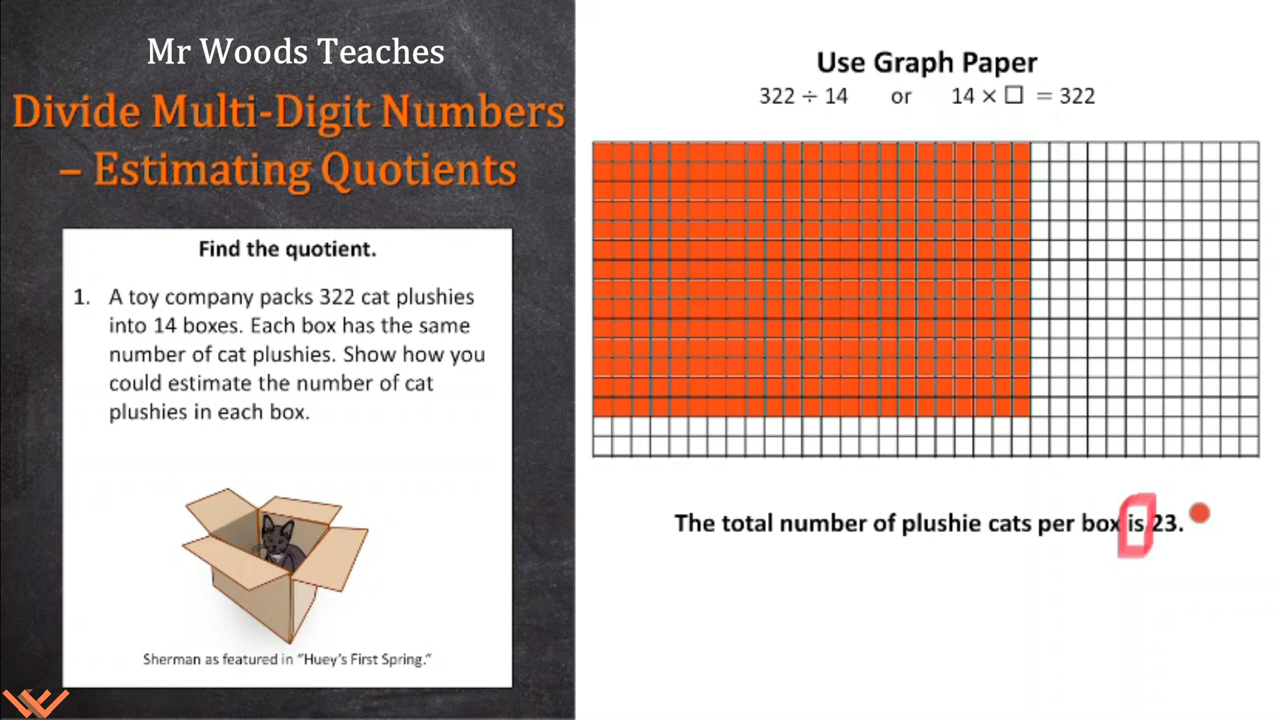 Mr Woods Teaches
Divide Multi-Digit Numbers
– Estimating Quotients
Find the quotient.
1. A toy company packs 322 cat plushies
into 14 boxes. Each box has the same
number of cat plushies. Show how you
could estimate the number of cat
plushies in each box.
Sherman as featured in “Huey’s First Spring.”
Use Graph Paper
322 ÷ 14 or 14 × □ = 322
The total number of plushie cats per box is 23.